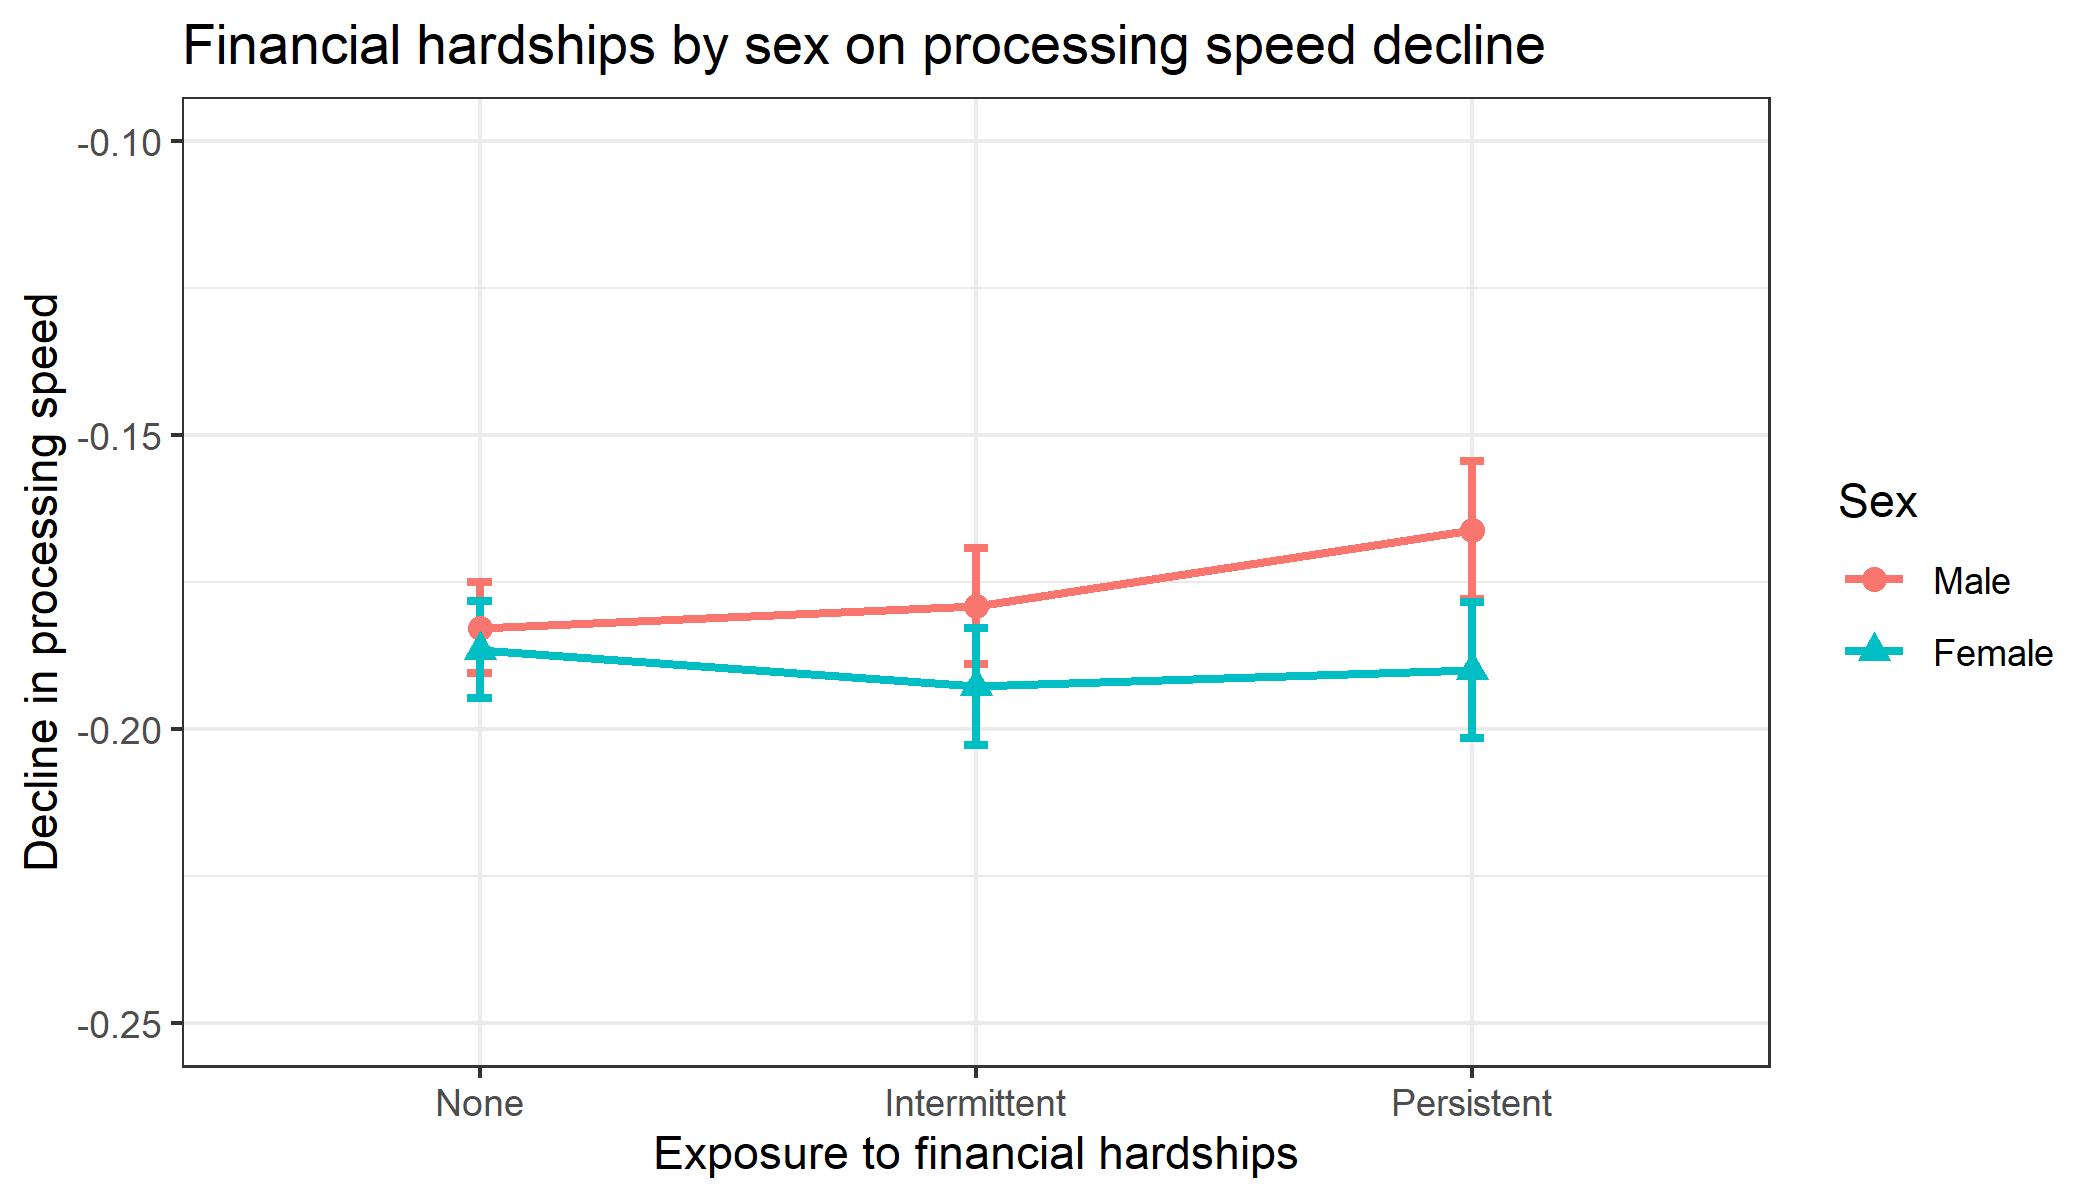 Financial hardships by sex on processing speed decline
Decline in processing speed
-0.10
-0.15
-0.20
-0.25
None
Intermittent
Persistent
Exposure to financial hardships
Sex
Male
Female